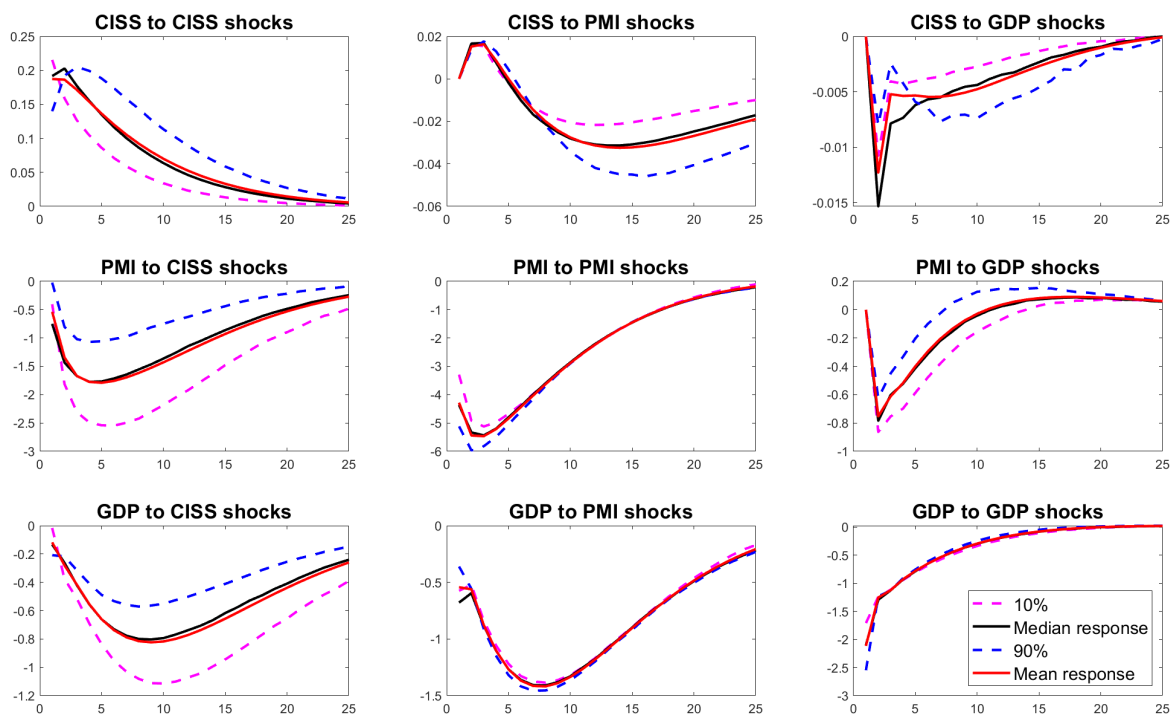 CISS to CISS shocks
0.25
0.2
0.15
0.1
0.05
0
0 5 10 15 20 25
CISS to PMI shocks
0.02
0
-0.02
-0.04
-0.06
0 5 10 15 20 25
CISS to GDP shocks
0
-0.005
-0.01
-0.015
0 5 10 15 20 25
PMI to CISS shocks
0
-0.5
-1
-1.5
-2
-2.5
-3
0 5 10 15 20 25
PMI to PMI shocks
0
-1
-2
-3
-4
-5
-6
0 5 10 15 20 25
PMI to GDP shocks
0.2
0
-0.2
-0.4
-0.6
-0.8
-1
0 5 10 15 20 25
GDP to CISS shocks
0
-0.2
-0.4
-0.6
-0.8
-1
-1.2
0 5 10 15 20 25
GDP to PMI shocks
0
-0.5
-1
-1.5
0 5 10 15 20 25
GDP to GDP shocks
0
-0.5
-1
-1.5
-2
-2.5
-3
0 5 10 15 20 25
10%
Median response
90%
Mean response